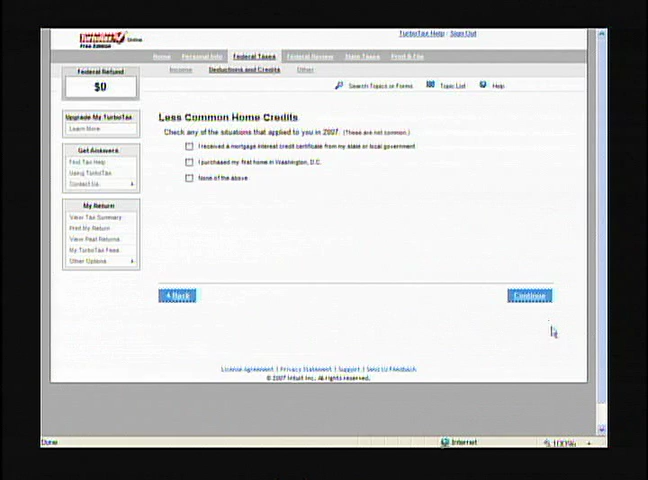 TurboTax Online
Free Edition
TurboTax Help | Sign Out
Home Personal Info Federal Taxes Federal Review State Taxes Print & File
Income Deductions and Credits Other
Federal Refund
$0
Search Topics or Forms Topic List Help
Upgrade My TurboTax
Learn More
Get Answers
Find Tax Help
Using TurboTax
Contact Us
My Return
View Tax Summary
Print My Return
View Past Returns
My TurboTax Fees
Other Options
Less Common Home Credits
Check any of the situations that applied to you in 2007. (These are not common.)
I received a mortgage interest credit certificate from my state or local government
I purchased my first home in Washington, D.C.
None of the above
Back
Continue
License Agreement | Privacy Statement | Support | Send Us Feedback
© 2007 Intuit Inc. All rights reserved.
Done
Internet
100%